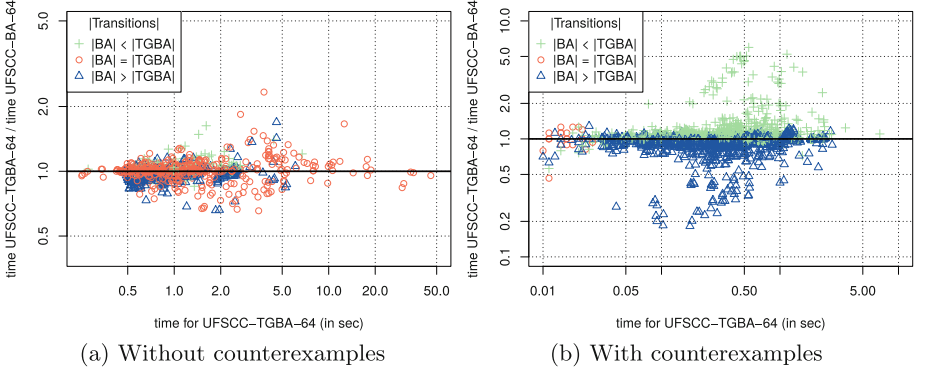 time UFSCC−TGBA−64 / time UFSCC−BA−64
5.0
2.0
1.0
0.5
|Transitions|
|BA| < |TGBA|
|BA| = |TGBA|
|BA| > |TGBA|
0.5 1.0 2.0 5.0 10.0 20.0 50.0
time for UFSCC−TGBA−64 (in sec)
(a) Without counterexamples
time UFSCC−TGBA−64 / time UFSCC−BA−64
10.0
5.0
2.0
1.0
0.5
0.2
0.1
|Transitions|
|BA| < |TGBA|
|BA| = |TGBA|
|BA| > |TGBA|
0.01 0.05 0.50 5.00
time for UFSCC−TGBA−64 (in sec)
(b) With counterexamples